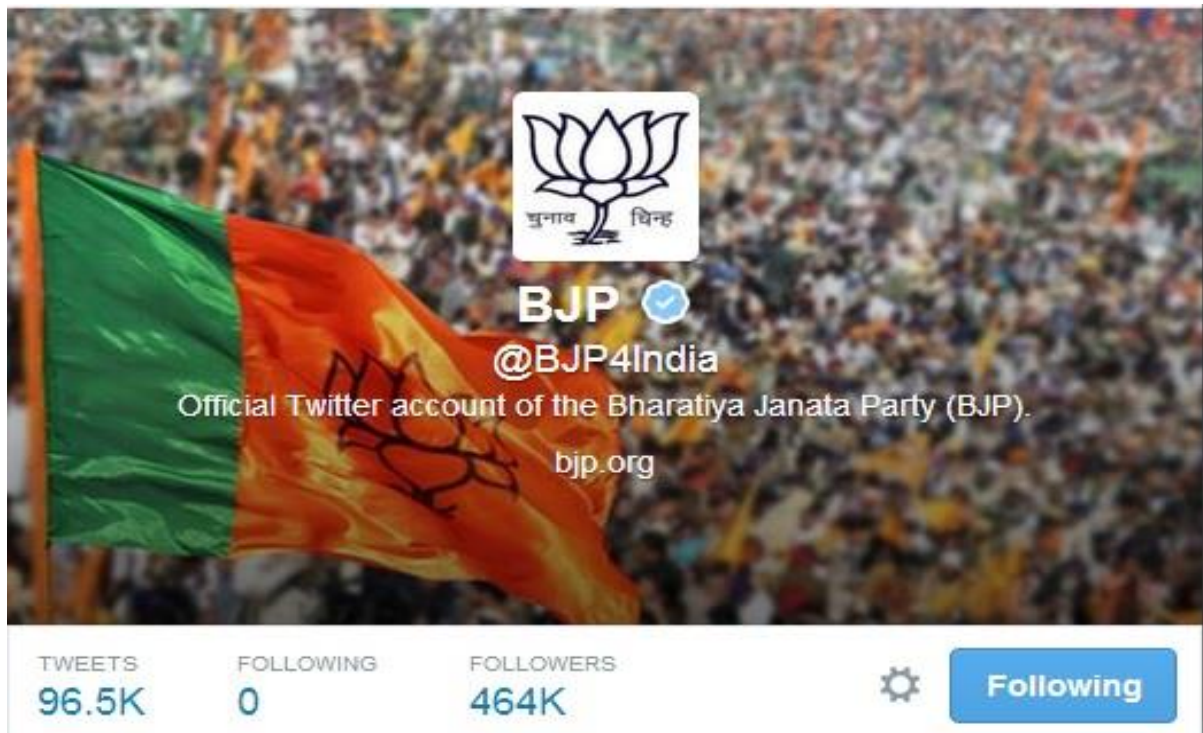 चुनाव चिन्ह
BJP
@BJP4India
Official Twitter account of the Bharatiya Janata Party (BJP).
bjp.org
TWEETS FOLLOWING FOLLOWERS
96.5K 0 464K Following